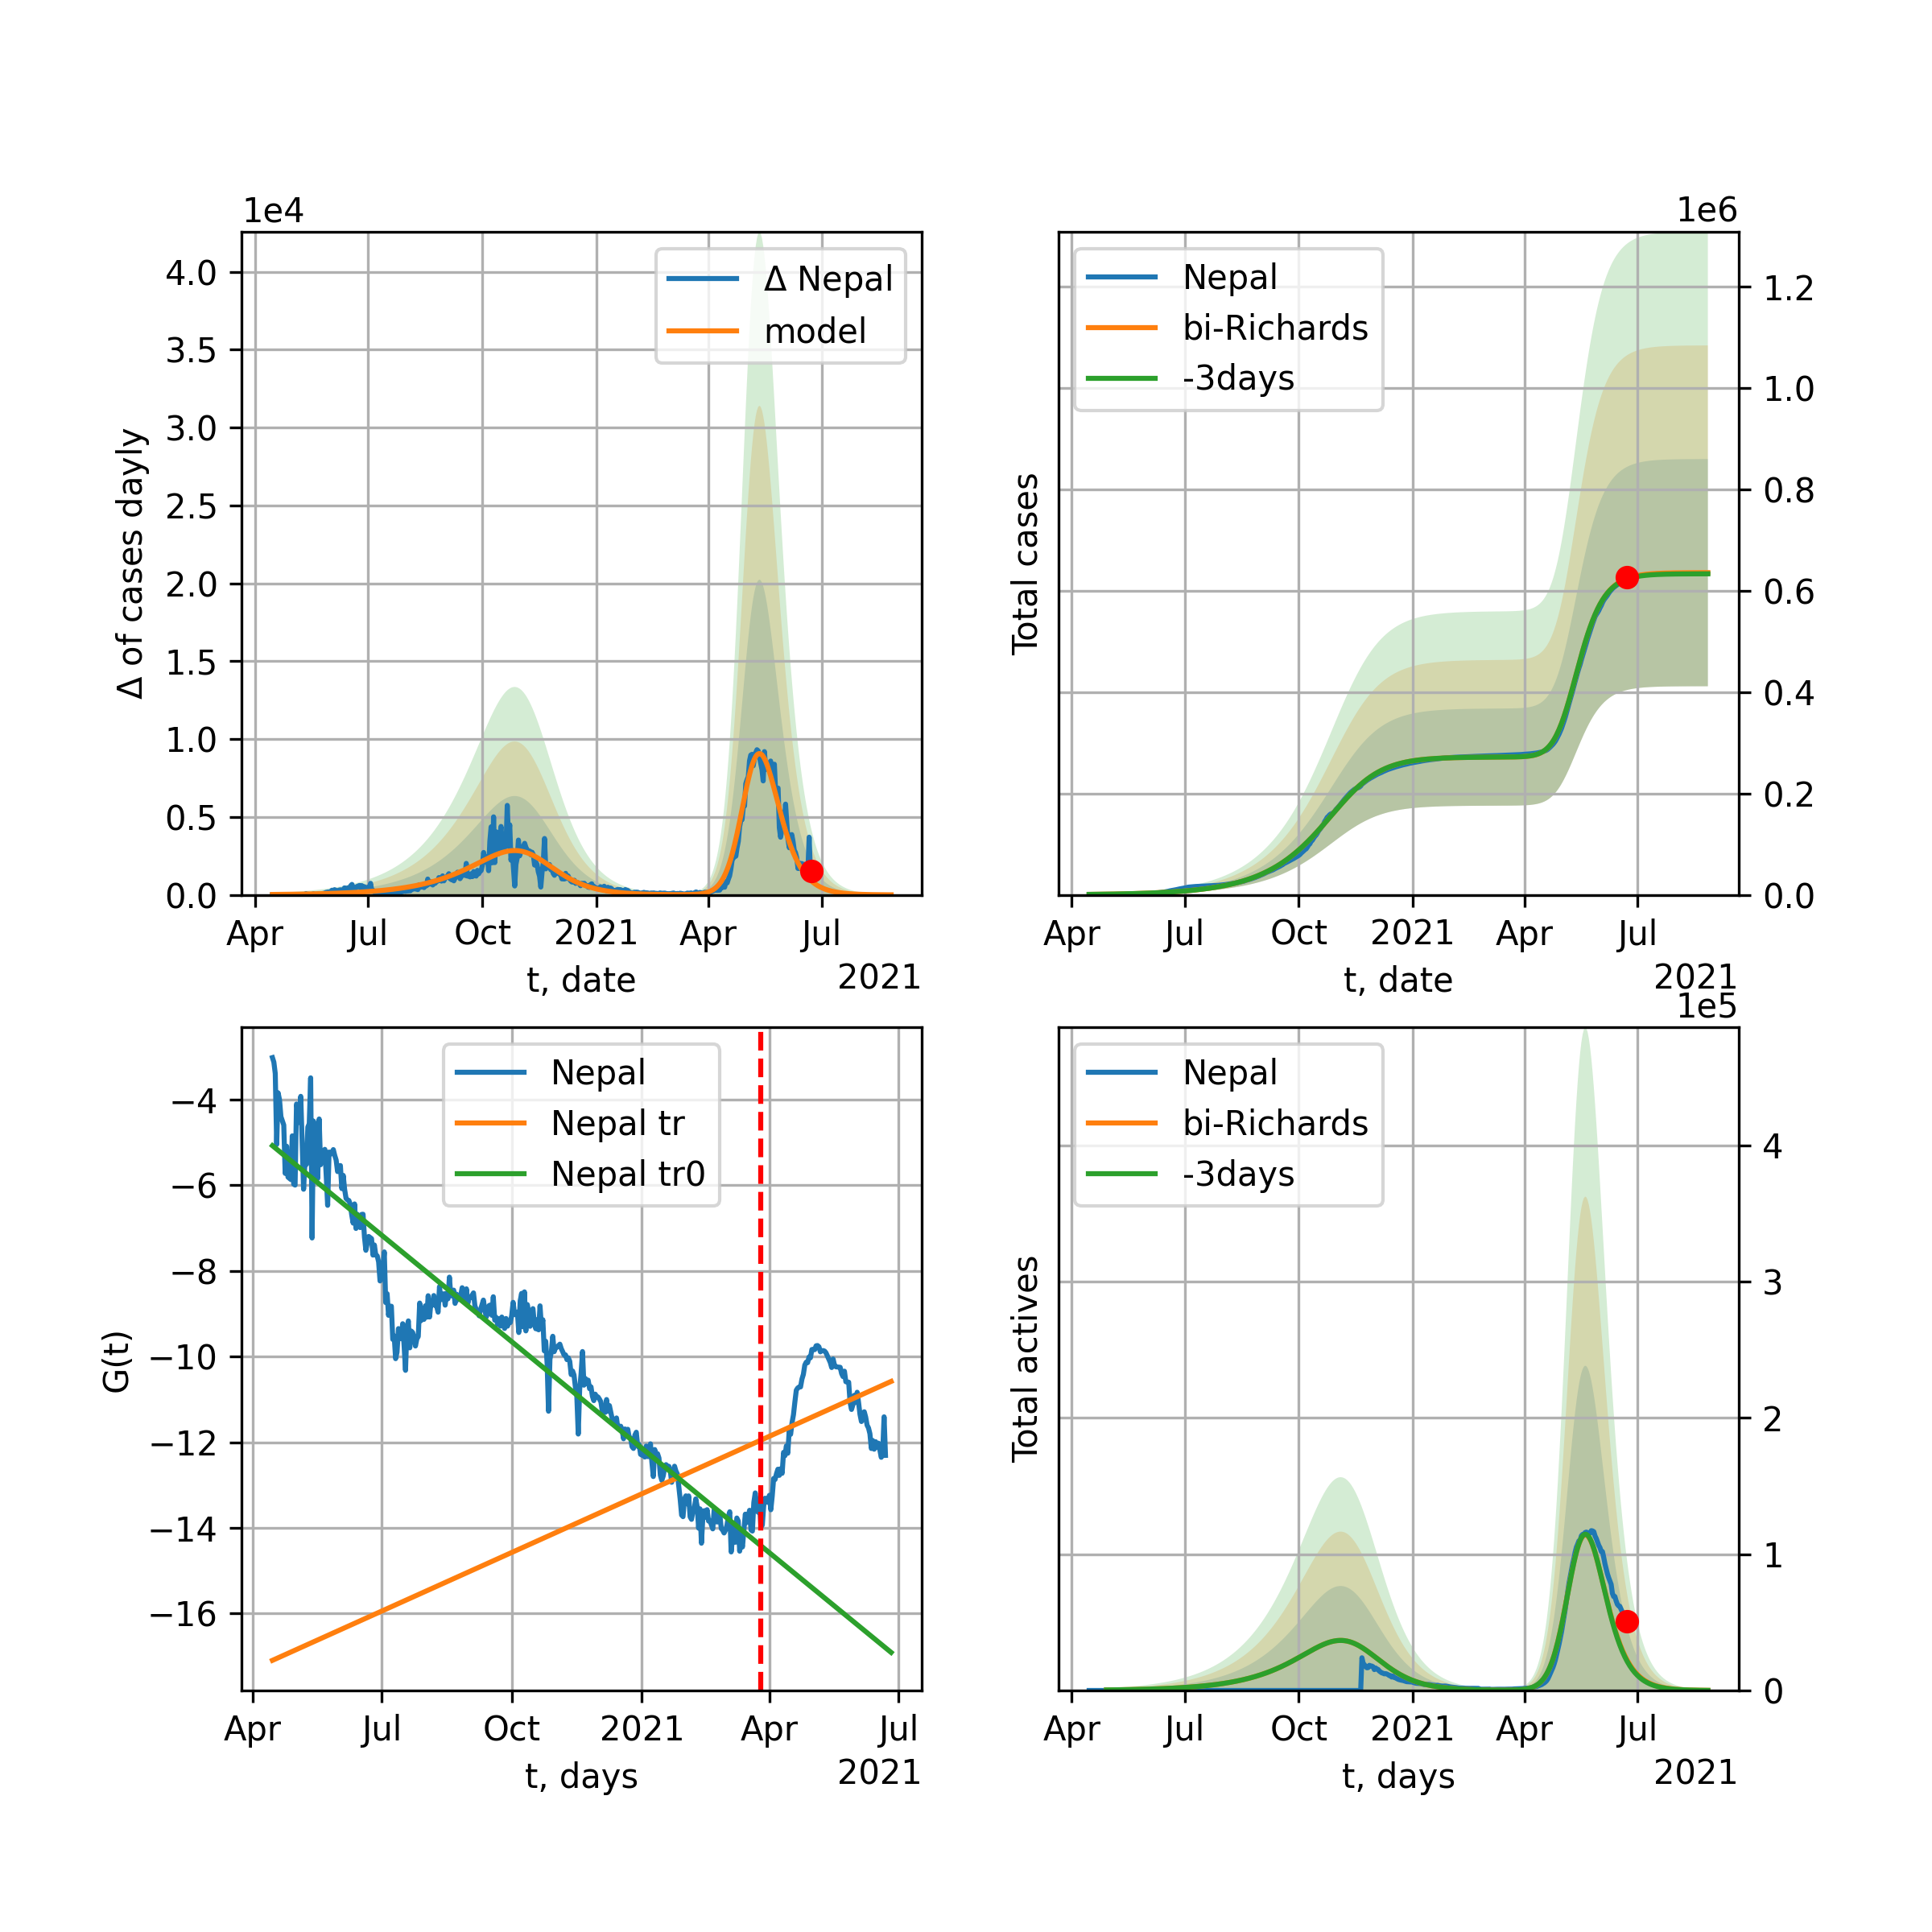 1e4
4.0
3.5
3.0
2.5
2.0
1.5
1.0
0.5
0.0
Δ of cases dayly
Δ Nepal
model
Apr Jul Oct 2021 Apr Jul
t, date
2021
1e6
Total cases
Nepal
bi-Richards
-3days
1.2
1.0
0.8
0.6
0.4
0.2
0.0
Apr Jul Oct 2021 Apr Jul
t, date
2021
−4
−6
−8
−10
−12
−14
−16
G(t)
Nepal
Nepal tr
Nepal tr0
Apr Jul Oct 2021 Apr Jul
t, days
2021
1e5
Total actives
Nepal
bi-Richards
-3days
4
3
2
1
0
Apr Jul Oct 2021 Apr Jul
t, days
2021